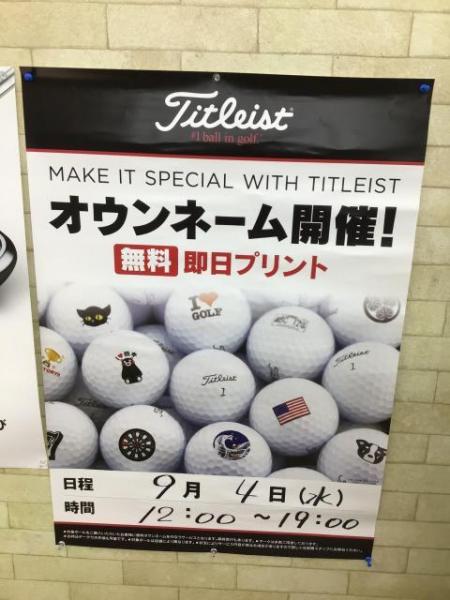 Titleist
#1 ball in golf.
MAKE IT SPECIAL WITH TITLEIST
オウンネーム開催！
無料 即日プリント
I GOLF
Titleist
1
Titleist
1
日程 9月 4日(水)
時間 12:00 〜 19:00